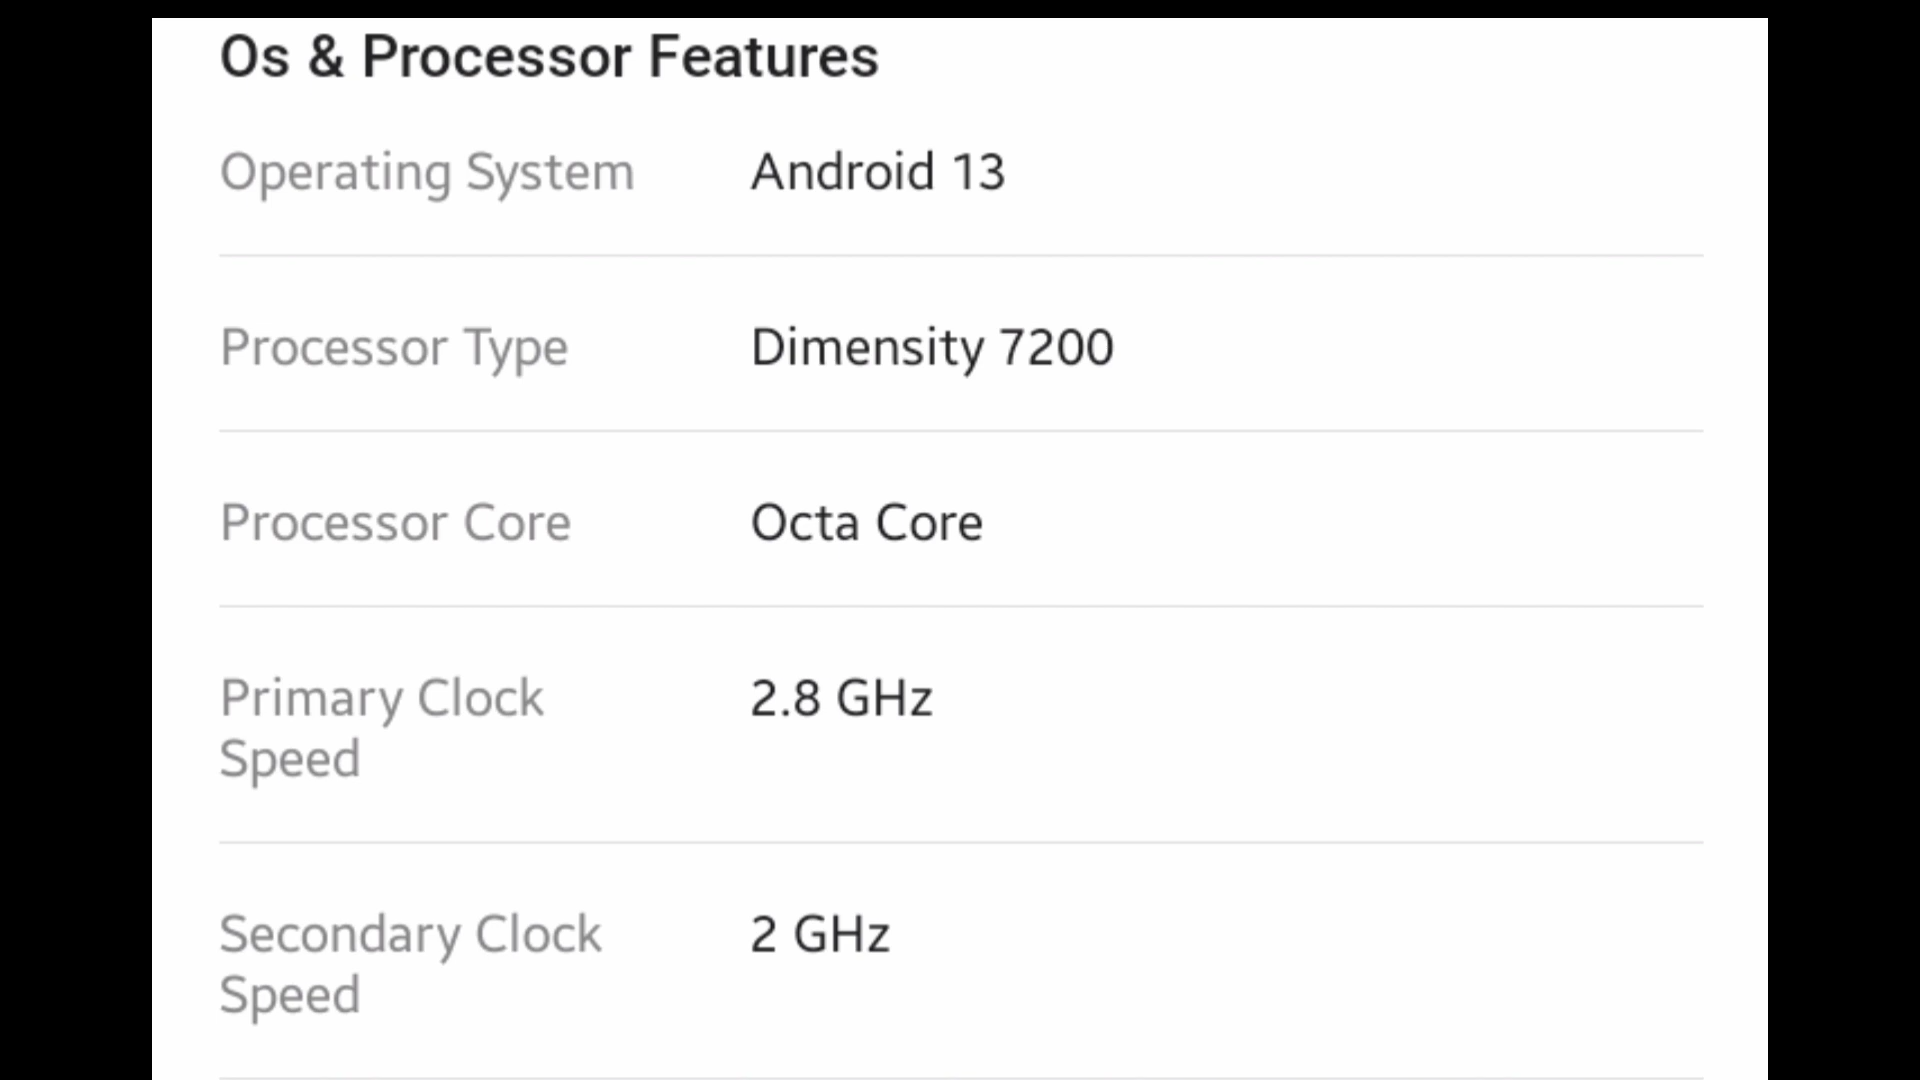 Os & Processor Features
Operating System Android 13
Processor Type Dimensity 7200
Processor Core Octa Core
Primary Clock 2.8 GHz
Speed
Secondary Clock 2 GHz
Speed